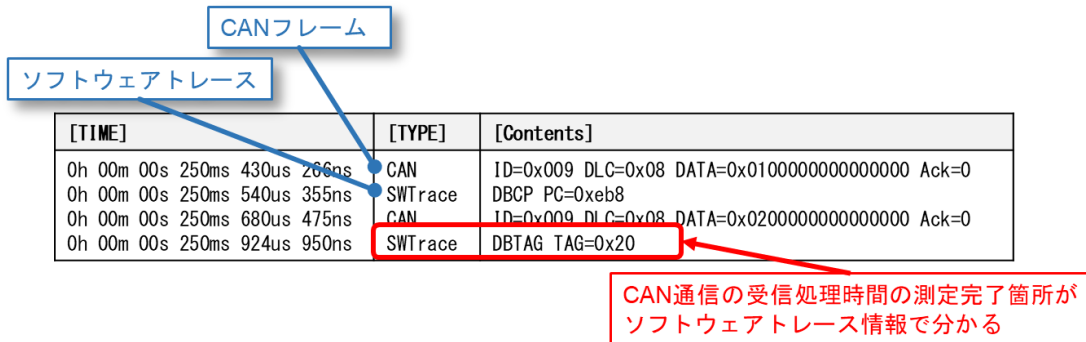 CANフレーム
ソフトウェアトレース
[TIME] [TYPE] [Contents]
0h 00m 00s 250ms 430us 266ns CAN ID=0x009 DLC=0x08 DATA=0x0100000000000000 Ack=0
0h 00m 00s 250ms 540us 355ns SWTrace DBCP PC=0xeb8
0h 00m 00s 250ms 680us 475ns CAN ID=0x009 DLC=0x08 DATA=0x0200000000000000 Ack=0
0h 00m 00s 250ms 924us 950ns SWTrace DBTAG TAG=0x20
CAN通信の受信処理時間の測定完了箇所が
ソフトウェアトレース情報で分かる